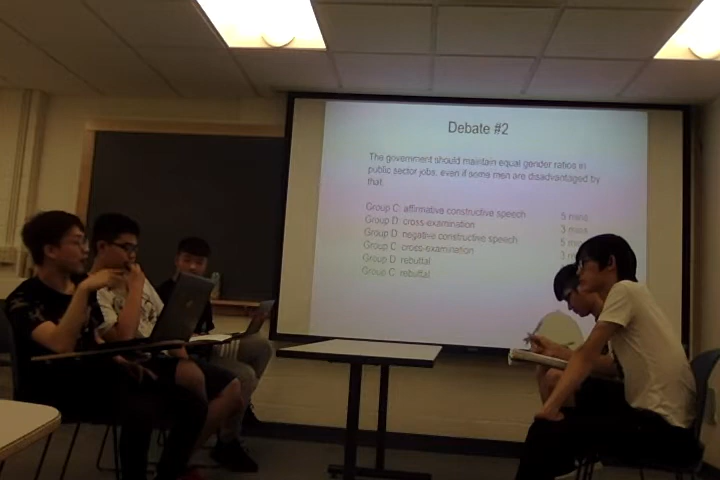 Debate #2
The government should maintain equal gender ratios in
public sector jobs, even if some men are disadvantaged by
that.
Group C: affirmative constructive speech 5 mins
Group D: cross-examination 3 mins
Group D: negative constructive speech 5
Group C: cross-examination 3
Group D: rebuttal
Group C: rebuttal